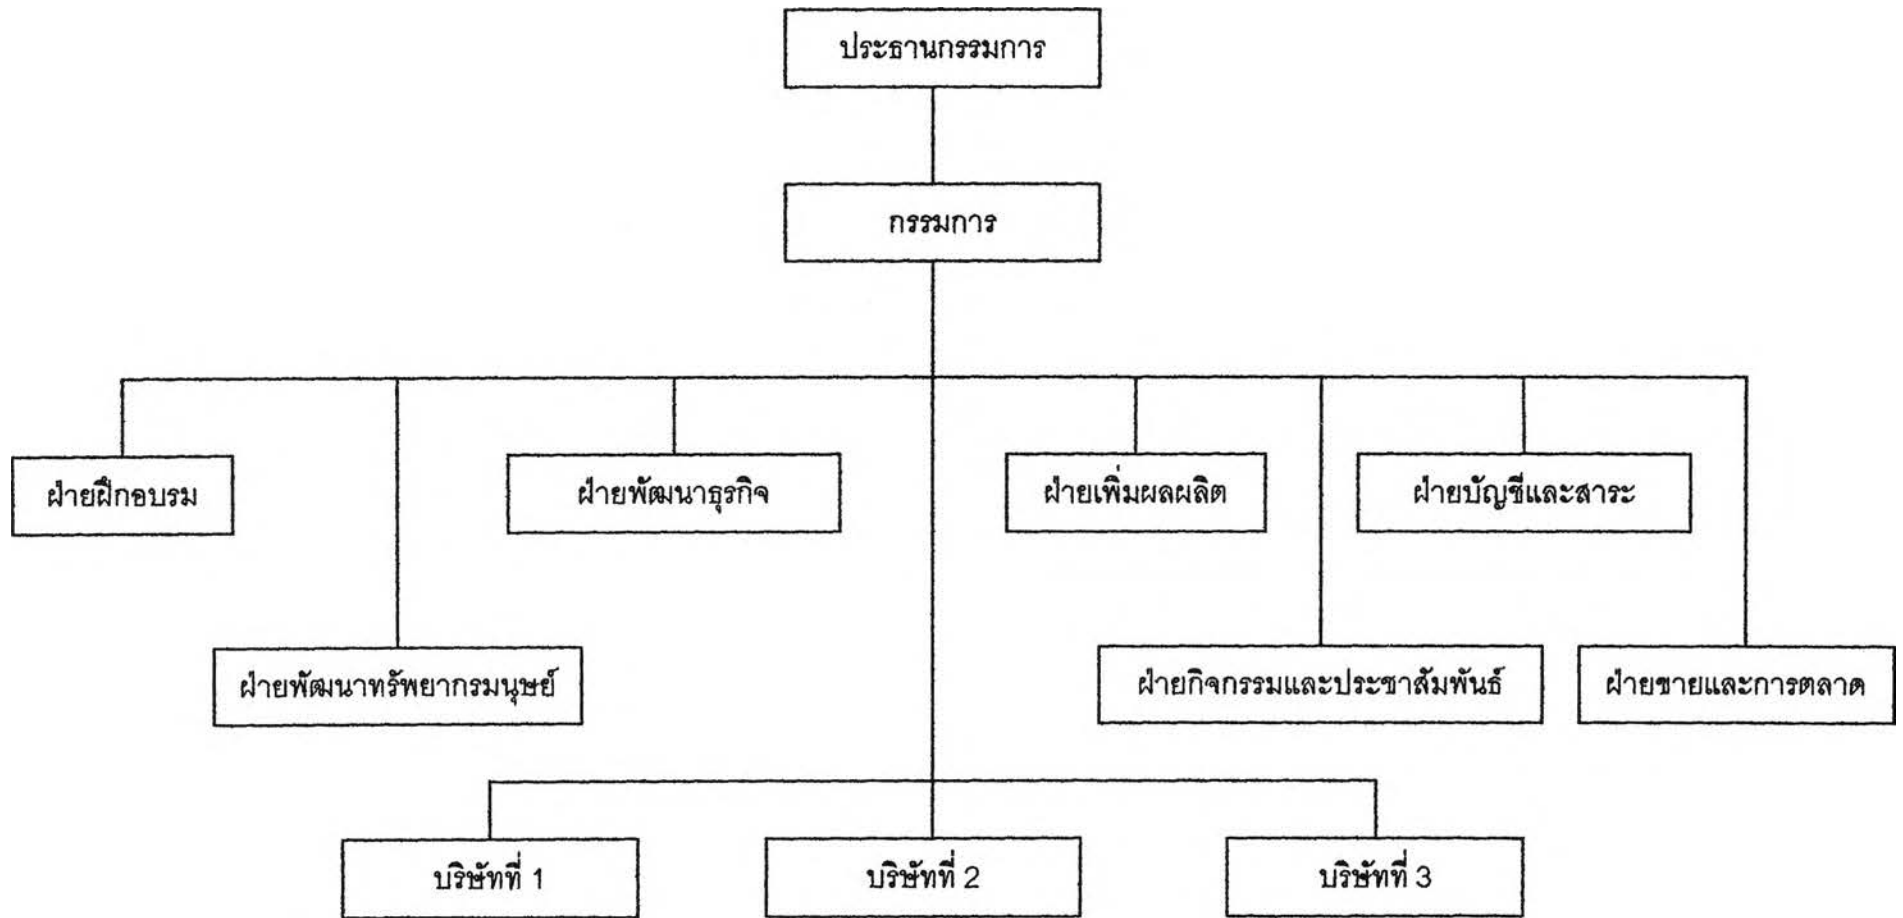 ประธานกรรมการ
กรรมการ
ฝ่ายฝึกอบรม
ฝ่ายพัฒนาธุรกิจ
ฝ่ายเพิ่มผลผลิต
ฝ่ายบัญชีและสาระ
ฝ่ายพัฒนาทรัพยากรมนุษย์
ฝ่ายกิจกรรมและประชาสัมพันธ์
ฝ่ายขายและการตลาด
บริษัทที่ 1
บริษัทที่ 2
บริษัทที่ 3